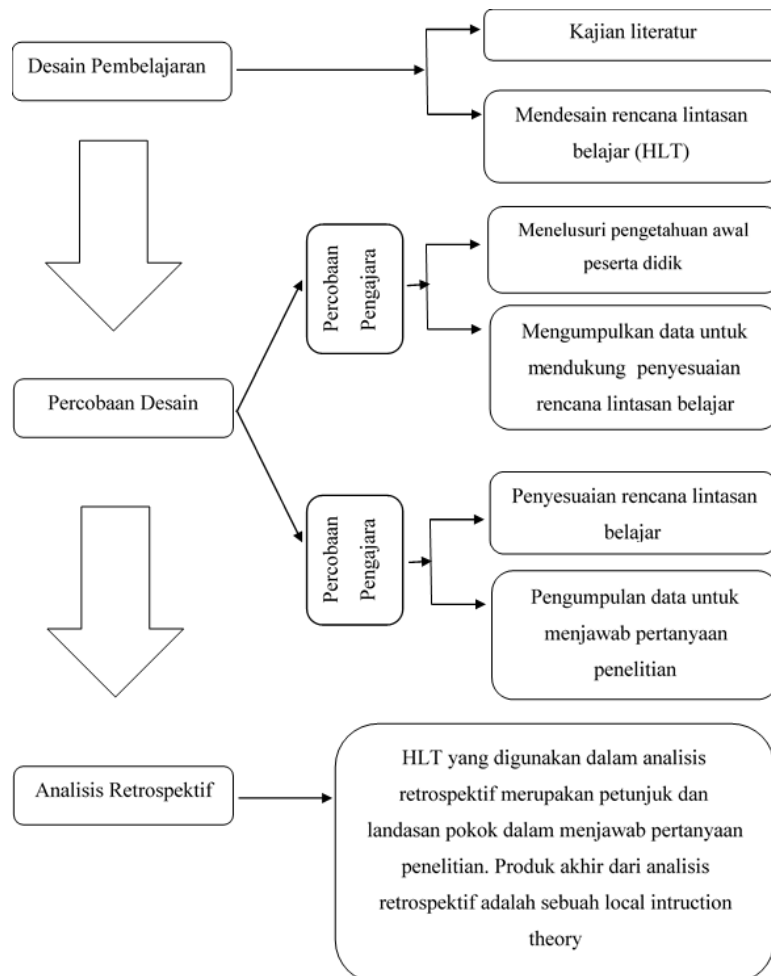 Kajian literatur
Desain Pembelajaran
Mendesain rencana lintasan
belajar (HLT)
Percobaan
Pengajara
Menelusuri pengetahuan awal
peserta didik
Mengumpulkan data untuk
mendukung penyesuaian
rencana lintasan belajar
Percobaan Desain
Percobaan
Pengajara
Penyesuaian rencana lintasan
belajar
Pengumpulan data untuk
menjawab pertanyaan
penelitian
Analisis Retrospektif
HLT yang digunakan dalam analisis
retrospektif merupakan petunjuk dan
landasan pokok dalam menjawab pertanyaan
penelitian. Produk akhir dari analisis
retrospektif adalah sebuah local intruction
theory